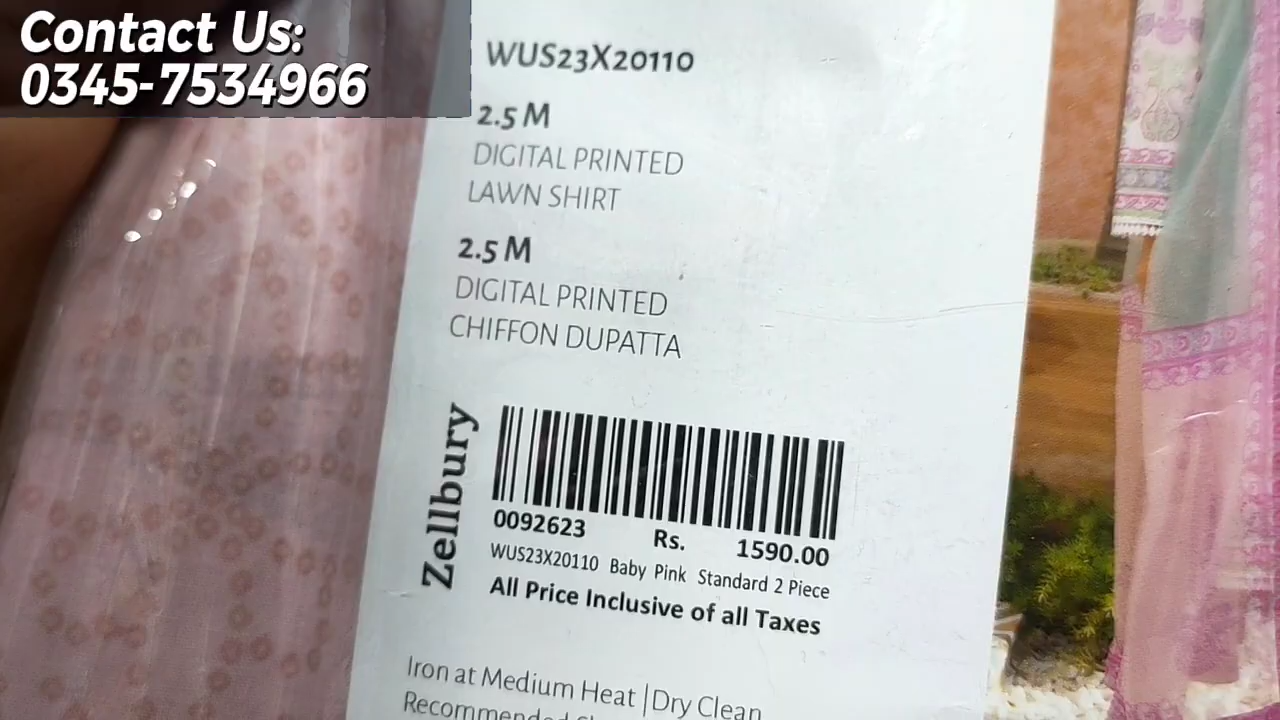 Contact Us:
0345-7534966
WUS23X20110
2.5 M
DIGITAL PRINTED
LAWN SHIRT
2.5 M
DIGITAL PRINTED
CHIFFON DUPATTA
Zellbury
0092623 Rs. 1590.00
WUS23X20110 Baby Pink Standard 2 Piece
All Price Inclusive of all Taxes
Iron at Medium Heat | Dry Clean
Recommended